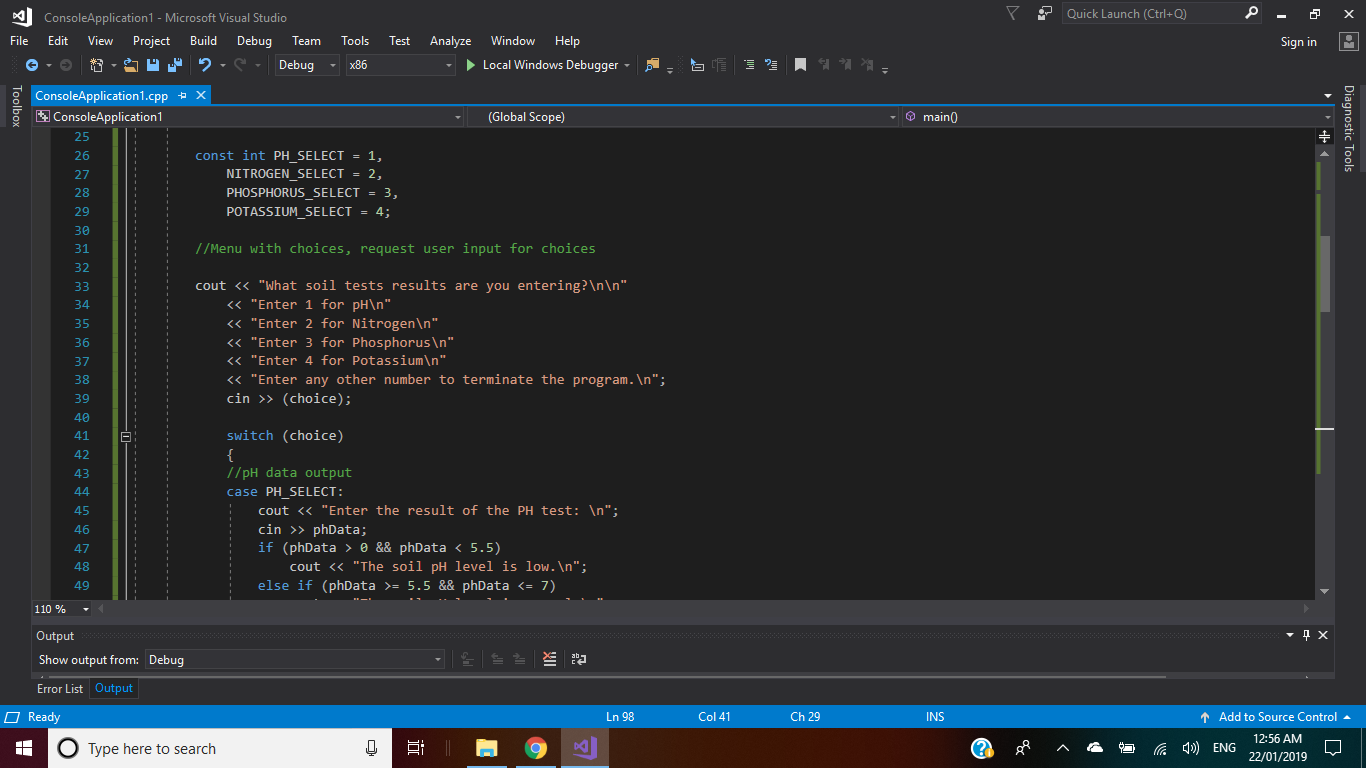 ConsoleApplication1 - Microsoft Visual Studio
Quick Launch (Ctrl+Q)
File Edit View Project Build Debug Team Tools Test Analyze Window Help
Sign in
Debug x86 Local Windows Debugger
Toolbox
ConsoleApplication1.cpp
Diagnostic Tools
ConsoleApplication1 (Global Scope) main()
25
26 const int PH_SELECT = 1,
27 NITROGEN_SELECT = 2,
28 PHOSPHORUS_SELECT = 3,
29 POTASSIUM_SELECT = 4;
30
31 //Menu with choices, request user input for choices
32
33 cout << "What soil tests results are you entering?\n\n"
34 << "Enter 1 for pH\n"
35 << "Enter 2 for Nitrogen\n"
36 << "Enter 3 for Phosphorus\n"
37 << "Enter 4 for Potassium\n"
38 << "Enter any other number to terminate the program.\n";
39 cin >> (choice);
40
41 switch (choice)
42 {
43 //pH data output
44 case PH_SELECT:
45 cout << "Enter the result of the PH test: \n";
46 cin >> phData;
47 if (phData > 0 && phData < 5.5)
48 cout << "The soil pH level is low.\n";
49 else if (phData >= 5.5 && phData <= 7)
110 %
Output
Show output from: Debug
Error List Output
Ready Ln 98 Col 41 Ch 29 INS Add to Source Control
Type here to search
ENG
12:56 AM
22/01/2019